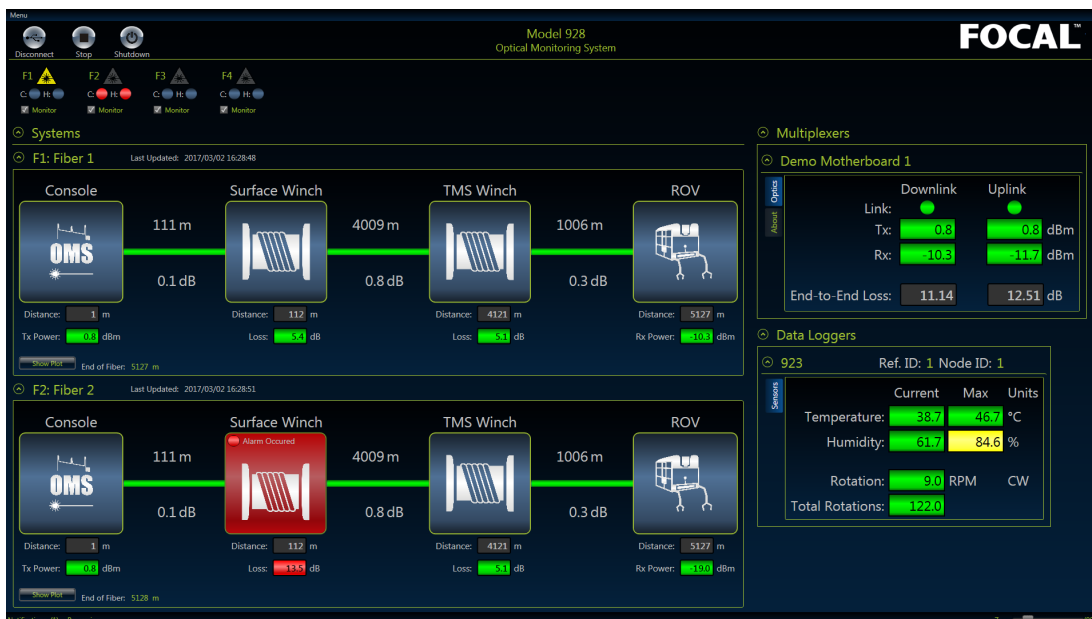 Menu
Disconnect Stop Shutdown
Model 928
Optical Monitoring System
FOCAL™
F1 F2 F3 F4
C: H: C: H: C: H: C: H:
Monitor Monitor Monitor Monitor
Systems
F1: Fiber 1 Last Updated: 2017/03/02 16:28:48
Console Surface Winch TMS Winch ROV
111 m 4009 m 1006 m
OMS
0.1 dB 0.8 dB 0.3 dB
Distance: 1 m Distance: 112 m Distance: 4121 m Distance: 5127 m
Tx Power: 0.8 dBm Loss: 5.4 dB Loss: 5.1 dB Rx Power: -10.3 dBm
Show Plot End of Fiber: 5127 m
F2: Fiber 2 Last Updated: 2017/03/02 16:28:51
Console Surface Winch TMS Winch ROV
Alarm Occured
111 m 4009 m 1006 m
OMS
0.1 dB 0.8 dB 0.3 dB
Distance: 1 m Distance: 112 m Distance: 4121 m Distance: 5127 m
Tx Power: 0.8 dBm Loss: 13.5 dB Loss: 5.1 dB Rx Power: -19.0 dBm
Show Plot End of Fiber: 5128 m
Multiplexers
Demo Motherboard 1
Optics
About
Downlink Uplink
Link:
Tx: 0.8 0.8 dBm
Rx: -10.3 -11.7 dBm
End-to-End Loss: 11.14 12.51 dB
Data Loggers
923 Ref. ID: 1 Node ID: 1
Sensors
Current Max Units
Temperature: 38.7 46.7 °C
Humidity: 61.7 84.6 %
Rotation: 9.0 RPM CW
Total Rotations: 122.0